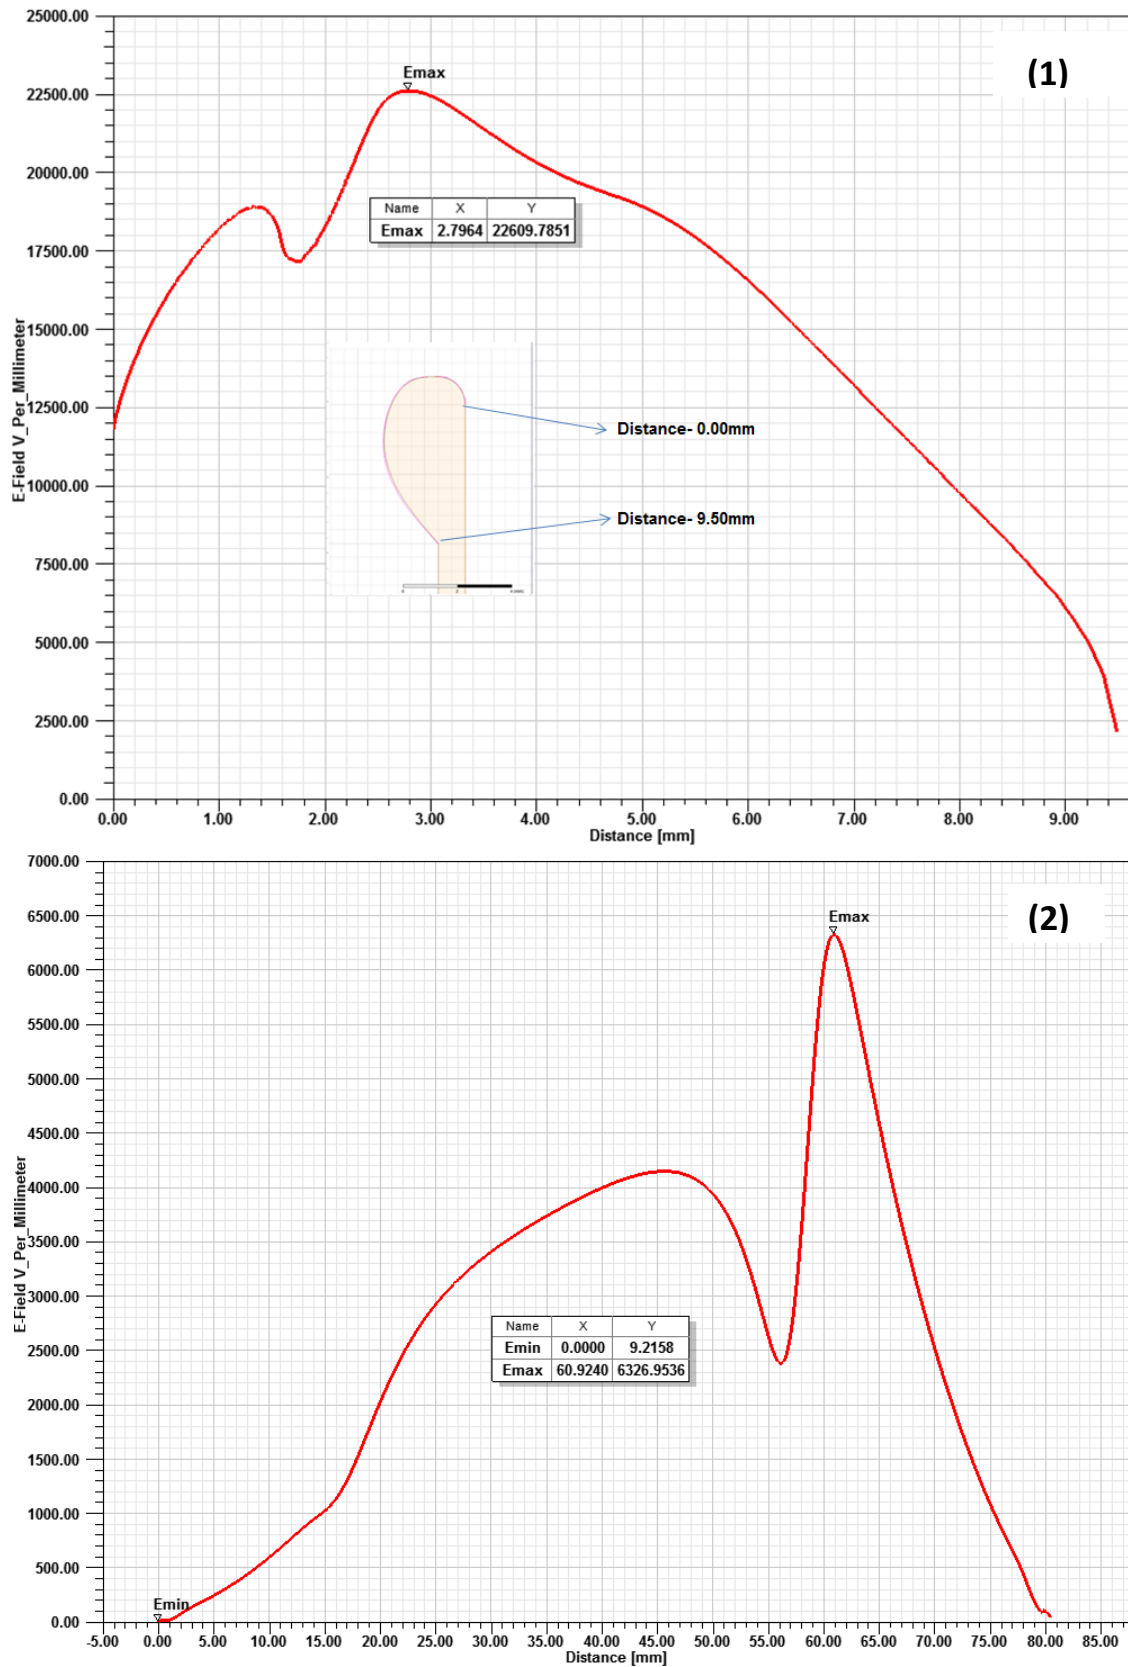 25000.00
(1)
Emax
22500.00
20000.00
Name X Y
Emax 2.7964 22609.7851
17500.00
15000.00
12500.00
Distance- 0.00mm
10000.00
Distance- 9.50mm
7500.00
5000.00
2500.00
0.00
E-Field V_Per_Millimeter
0.00 1.00 2.00 3.00 4.00 5.00 6.00 7.00 8.00 9.00
Distance [mm]
7000.00
(2)
Emax
6500.00
6000.00
5500.00
5000.00
4500.00
4000.00
3500.00
3000.00
Name X Y
Emin 0.0000 9.2158
Emax 60.9240 6326.9536
2500.00
2000.00
1500.00
1000.00
500.00
Emin
0.00
E-Field V_Per_Millimeter
-5.00 0.00 5.00 10.00 15.00 20.00 25.00 30.00 35.00 40.00 45.00 50.00 55.00 60.00 65.00 70.00 75.00 80.00 85.00
Distance [mm]